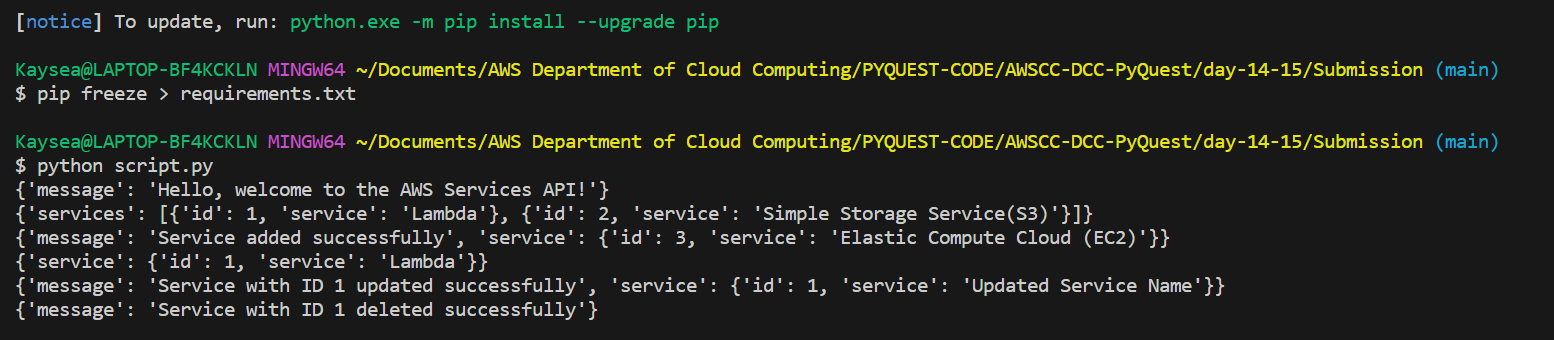 [notice] To update, run: python.exe -m pip install --upgrade pip
Kaysea@LAPTOP-BF4KCKLN MINGW64 ~/Documents/AWS Department of Cloud Computing/PYQUEST-CODE/AWSCC-DCC-PyQuest/day-14-15/Submission (main)
$ pip freeze > requirements.txt
Kaysea@LAPTOP-BF4KCKLN MINGW64 ~/Documents/AWS Department of Cloud Computing/PYQUEST-CODE/AWSCC-DCC-PyQuest/day-14-15/Submission (main)
$ python script.py
{'message': 'Hello, welcome to the AWS Services API!'}
{'services': [{'id': 1, 'service': 'Lambda'}, {'id': 2, 'service': 'Simple Storage Service(S3)'}]}
{'message': 'Service added successfully', 'service': {'id': 3, 'service': 'Elastic Compute Cloud (EC2)'}}
{'service': {'id': 1, 'service': 'Lambda'}}
{'message': 'Service with ID 1 updated successfully', 'service': {'id': 1, 'service': 'Updated Service Name'}}
{'message': 'Service with ID 1 deleted successfully'}